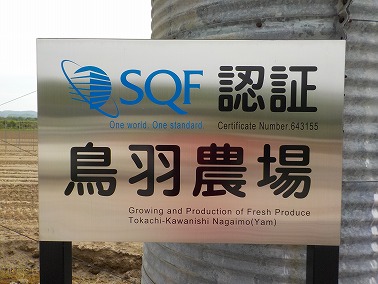 SQF 認証
One world. One standard. Certificate Number 643155
鳥羽農場
Growing and Production of Fresh Produce
Tokachi-Kawanishi Nagaimo(Yam)